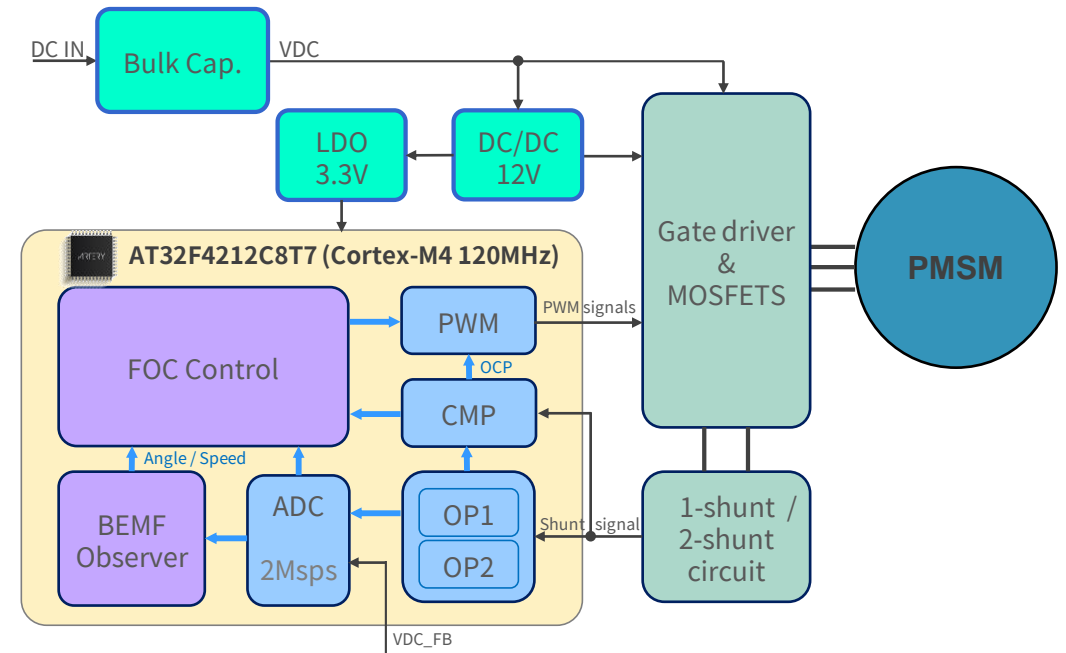 DC IN
Bulk Cap.
VDC
LDO
3.3V
DC/DC
12V
Gate driver
&
MOSFETS
PMSM
ARTERY
AT32F4212C8T7 (Cortex-M4 120MHz)
FOC Control
PWM
PWM signals
OCP
CMP
Angle / Speed
BEMF
Observer
ADC
2Msps
OP1
OP2
Shunt signal
1-shunt /
2-shunt
circuit
VDC_FB